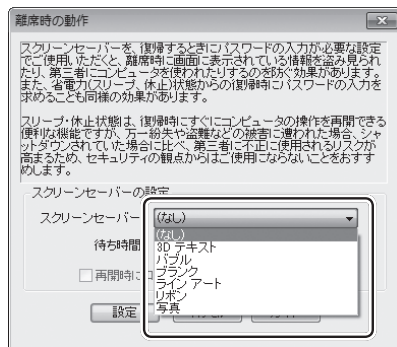 離席時の動作
スクリーンセーバーを、復帰するときにパスワードの入力が必要な設定
でご使用いただくと、離席時に画面に表示されている情報を盗み見られ
たり、第三者にコンピュータを使われたりするのを防ぐ効果があります。
また、省電力(スリープ、休止)状態からの復帰時にパスワードの入力を
求めることも同様の効果があります。
スリープ・休止状態は、復帰時にすぐにコンピュータの操作を再開できる
便利な機能ですが、万一紛失や盗難などの被害に遭われた場合、シャ
ットダウンされていた場合に比べ、第三者に不正に使用されるリスクが
高まるため、セキュリティの観点からはご使用にならないことをおすす
めします。
スクリーンセーバーの設定
スクリーンセーバー
(なし)
(なし)
待ち時間
3D テキスト
バブル
ブランク
再開時に
ライン アート
リボン
写真
設定